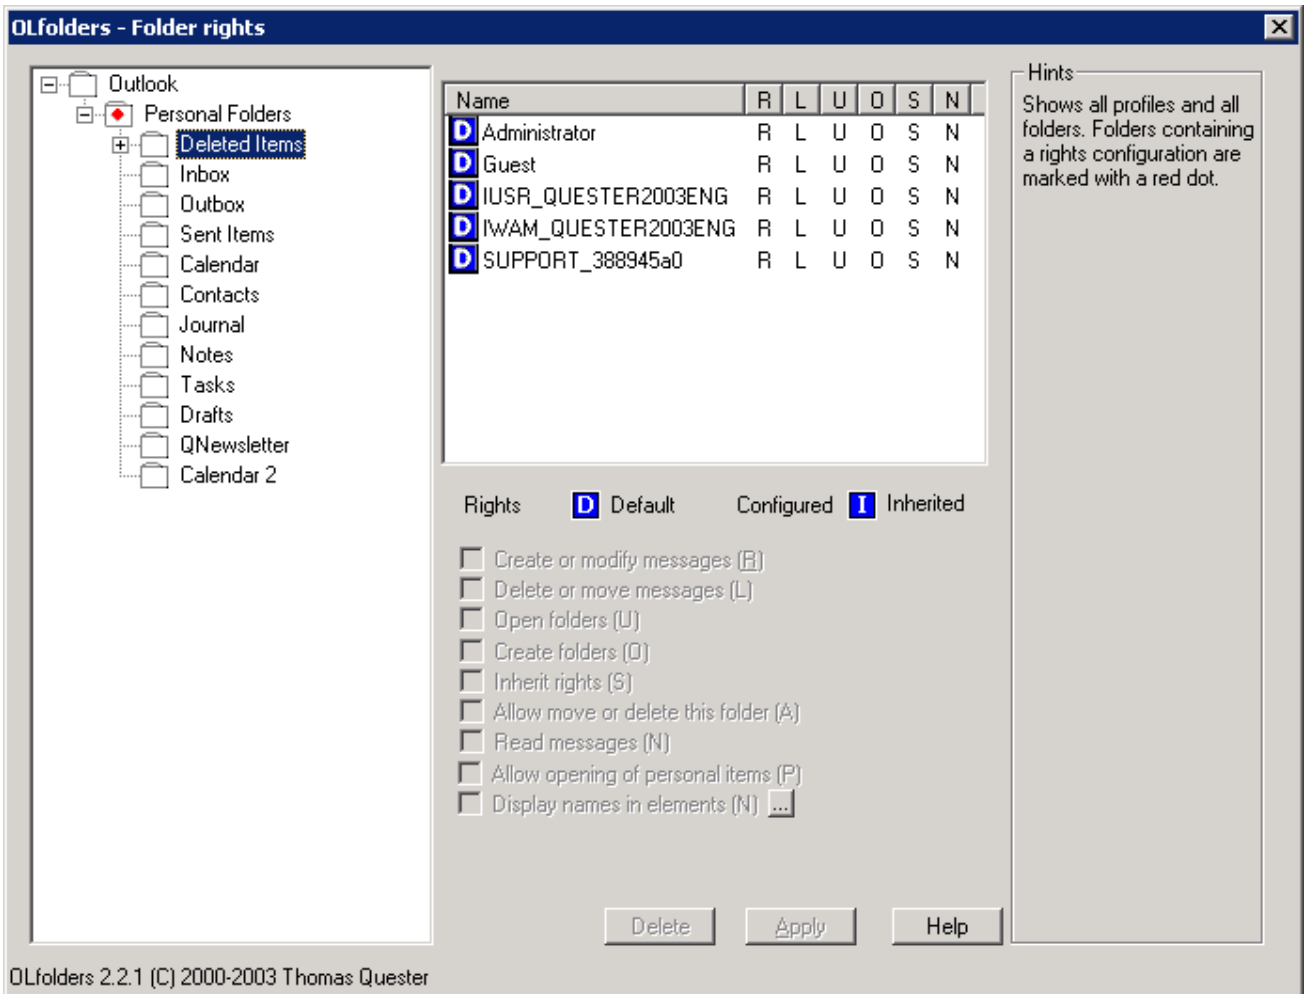 OLfolders - Folder rights
Outlook
Personal Folders
Deleted Items
Inbox
Outbox
Sent Items
Calendar
Contacts
Journal
Notes
Tasks
Drafts
QNewsletter
Calendar 2
Name R L U O S N
D Administrator R L U O S N
D Guest R L U O S N
D IUSR_QUESTER2003ENG R L U O S N
D IWAM_QUESTER2003ENG R L U O S N
D SUPPORT_388945a0 R L U O S N
Rights D Default Configured I Inherited
Create or modify messages (R)
Delete or move messages (L)
Open folders (U)
Create folders (O)
Inherit rights (S)
Allow move or delete this folder (A)
Read messages (N)
Allow opening of personal items (P)
Display names in elements (N) ...
Delete Apply Help
Hints
Shows all profiles and all
folders. Folders containing
a rights configuration are
marked with a red dot.
OLfolders 2.2.1 (C) 2000-2003 Thomas Quester